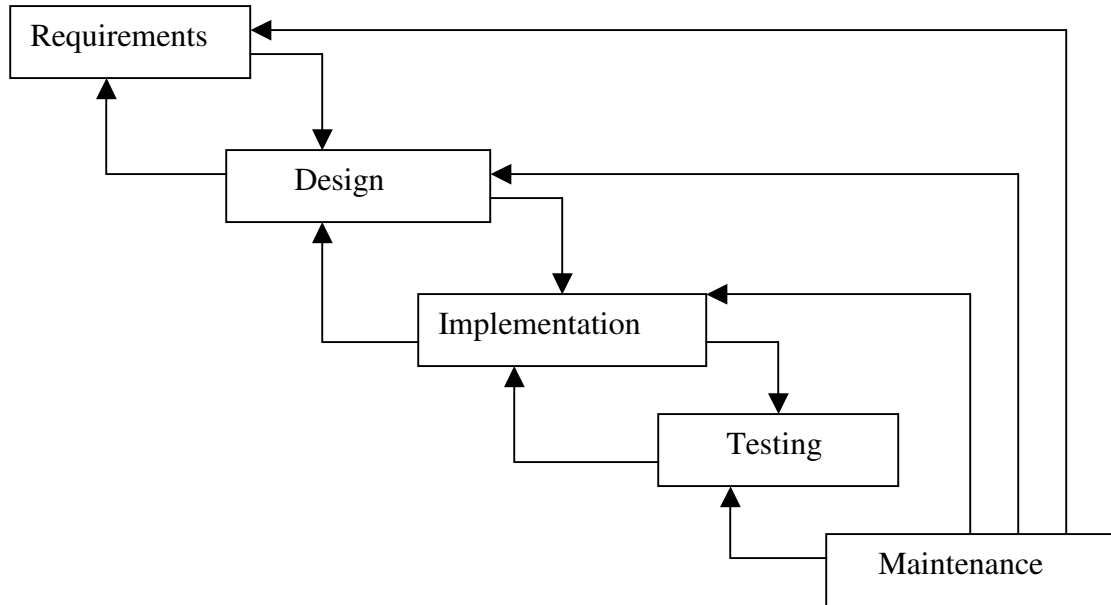 Requirements
Design
Implementation
Testing
Maintenance